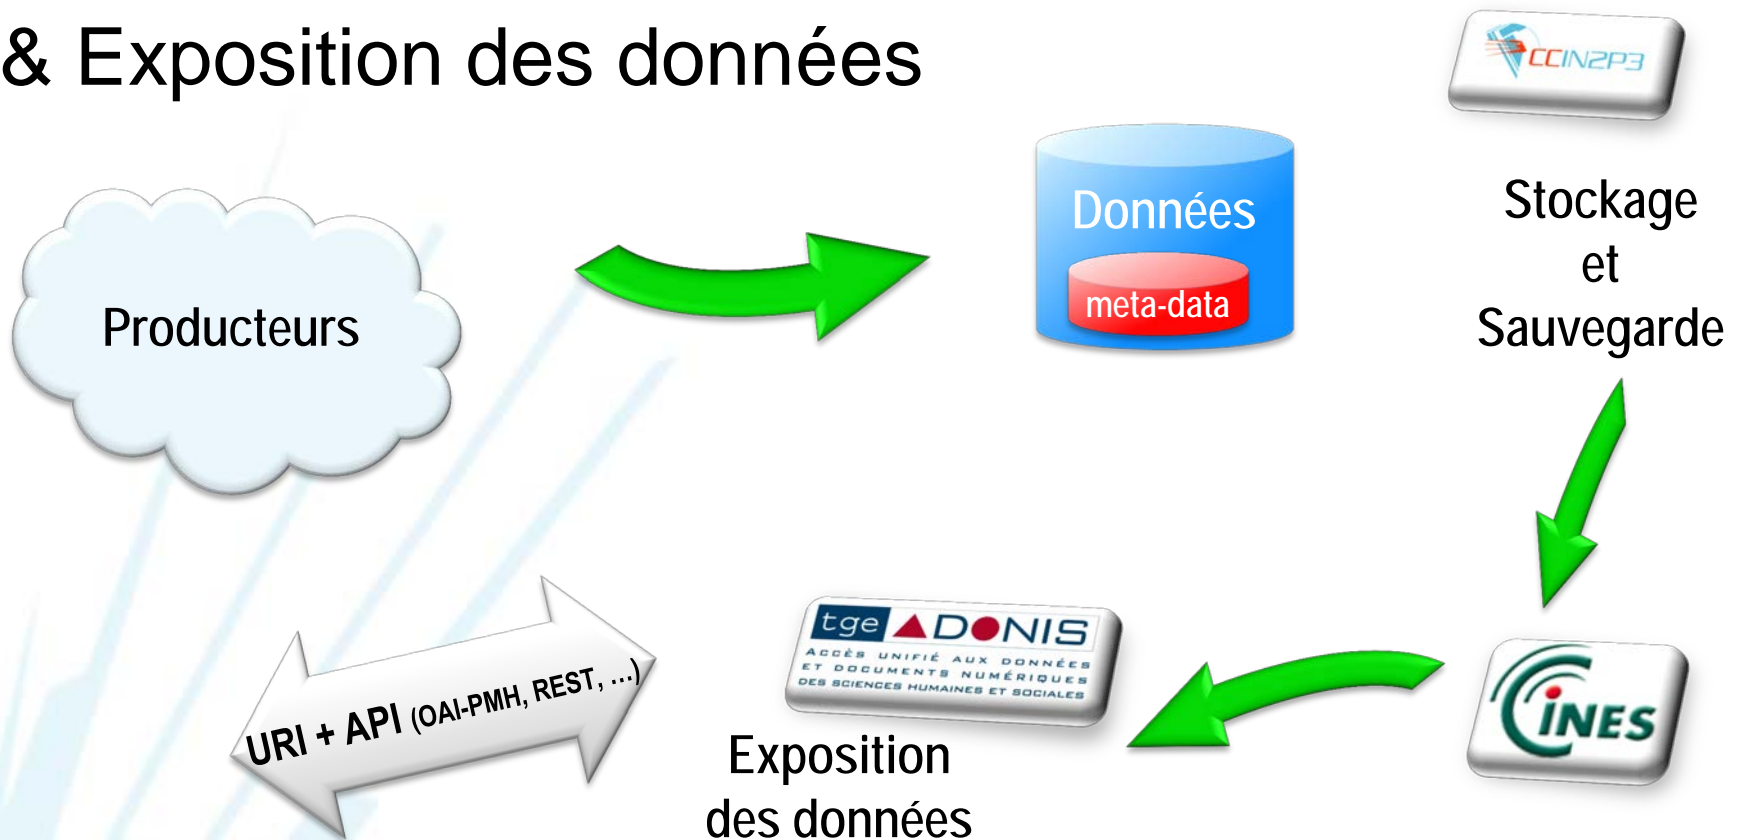 & Exposition des données
CCIN2P3
Données
meta-data
Stockage
et
Sauvegarde
Producteurs
tge ADONIS
ACCÈS UNIFIÉ AUX DONNÉES
ET DOCUMENTS NUMÉRIQUES
DES SCIENCES HUMAINES ET SOCIALES
URI + API (OAI-PMH, REST, ...)
CINES
Exposition
des données